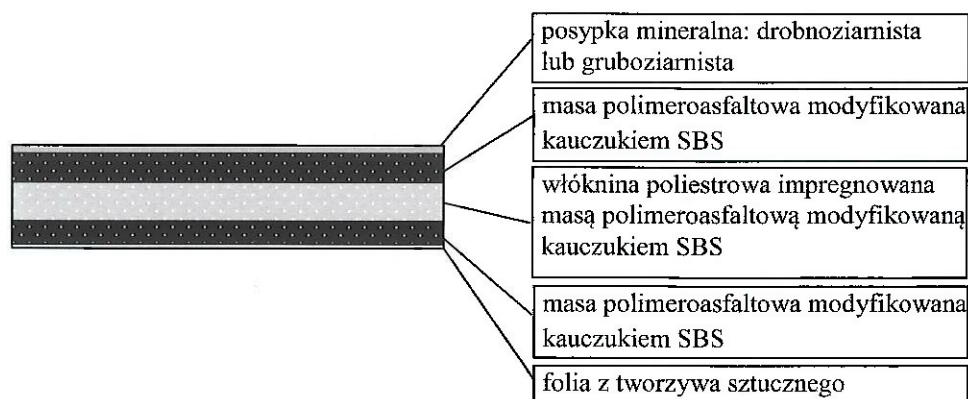 posypka mineralna: drobnoziarnista
lub gruboziarnista
masa polimeroasfaltowa modyfikowana
kauczukiem SBS
włóknina poliestrowa impregnowana
masą polimeroasfaltową modyfikowaną
kauczukiem SBS
masa polimeroasfaltowa modyfikowana
kauczukiem SBS
folia z tworzywa sztucznego